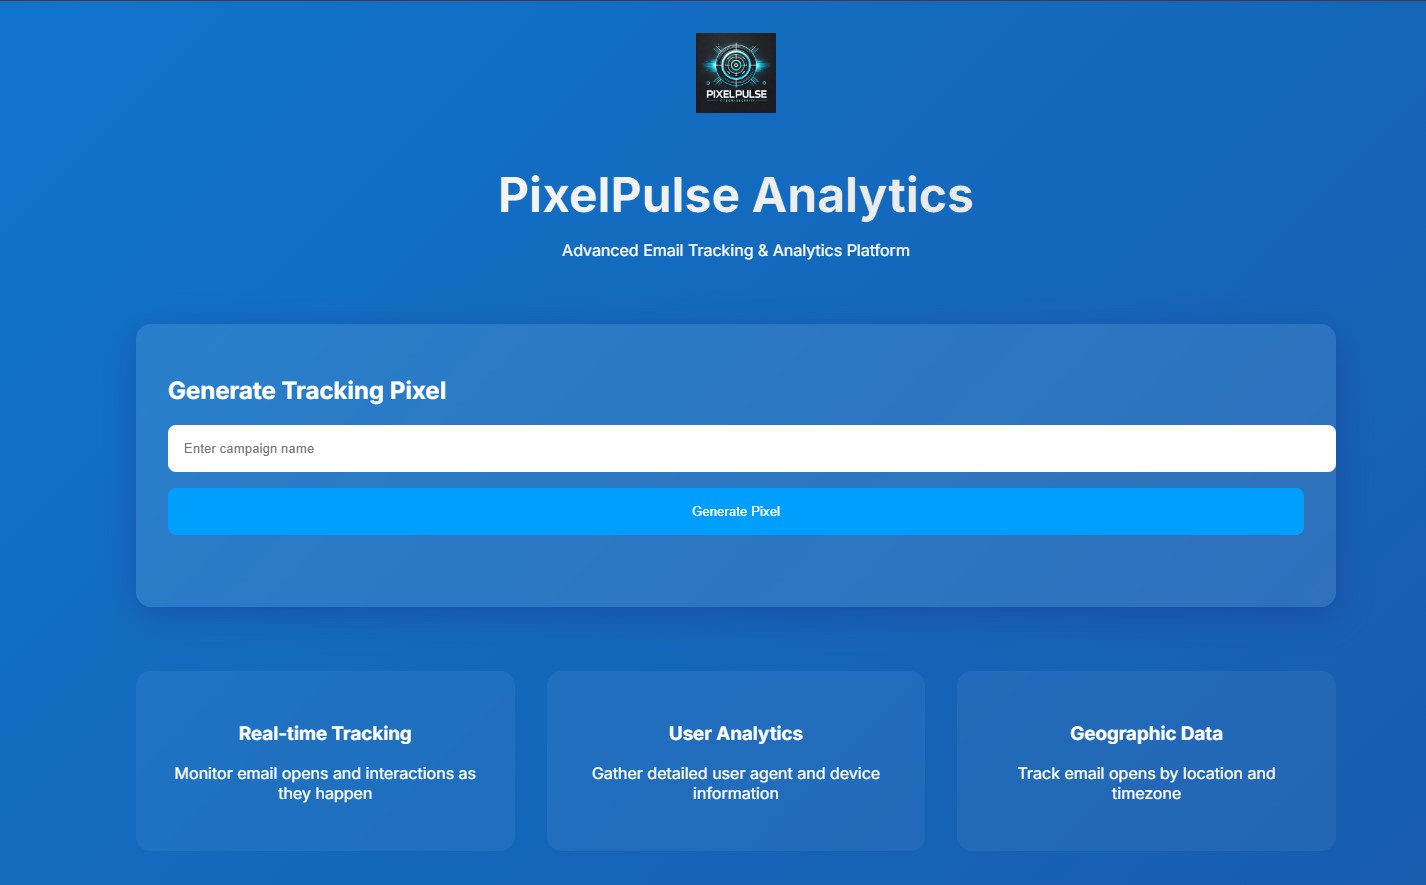 PIXELPULSE
CYBER SECURITY
PixelPulse Analytics
Advanced Email Tracking & Analytics Platform
Generate Tracking Pixel
Enter campaign name
Generate Pixel
Real-time Tracking
Monitor email opens and interactions as
they happen
User Analytics
Gather detailed user agent and device
information
Geographic Data
Track email opens by location and
timezone